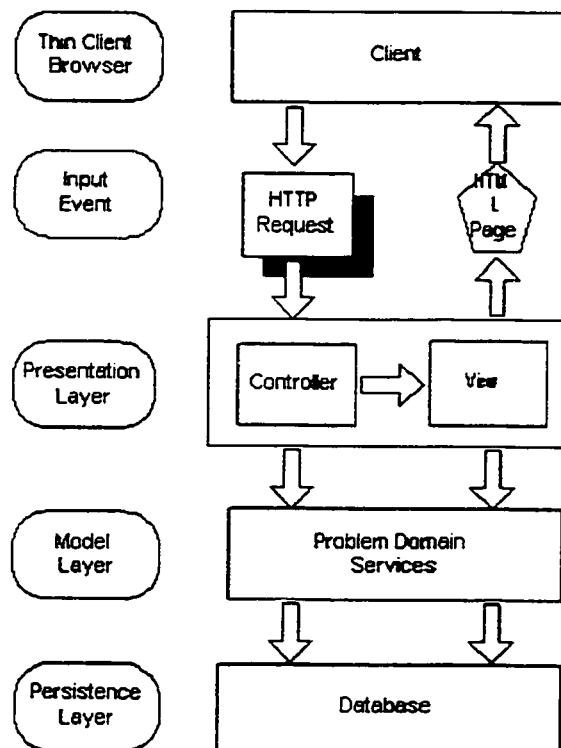 Thin Client
Browser
Client
Input
Event
HTTP
Request
HTM
L
Page
Presentation
Layer
Controller
View
Model
Layer
Problem Domain
Services
Persistence
Layer
Database